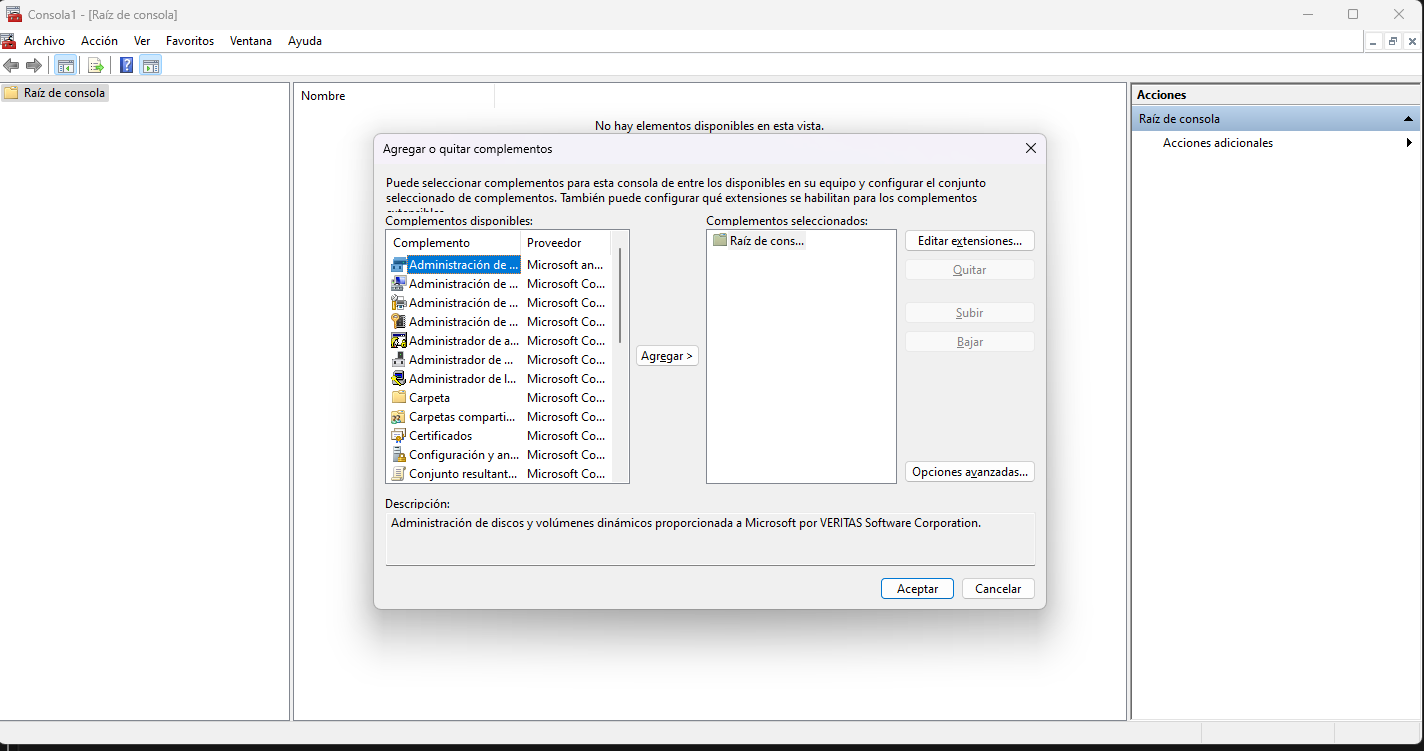 Consola1 - [Raíz de consola]
Archivo Acción Ver Favoritos Ventana Ayuda
Raíz de consola
Nombre
No hay elementos disponibles en esta vista.
Acciones
Raíz de consola
Acciones adicionales
Agregar o quitar complementos
Puede seleccionar complementos para esta consola de entre los disponibles en su equipo y configurar el conjunto
seleccionado de complementos. También puede configurar qué extensiones se habilitan para los complementos
Complementos disponibles:
Complemento Proveedor
Administración de ... Microsoft an...
Administración de ... Microsoft Co...
Administración de ... Microsoft Co...
Administración de ... Microsoft Co...
Administrador de a... Microsoft Co...
Administrador de ... Microsoft Co...
Administrador de l... Microsoft Co...
Carpeta Microsoft Co...
Carpetas comparti... Microsoft Co...
Certificados Microsoft Co...
Configuración y an... Microsoft Co...
Conjunto resultant... Microsoft Co...
Agregar >
Complementos seleccionados:
Raíz de cons...
Editar extensiones...
Quitar
Subir
Bajar
Opciones avanzadas...
Descripción:
Administración de discos y volúmenes dinámicos proporcionada a Microsoft por VERITAS Software Corporation.
Aceptar Cancelar